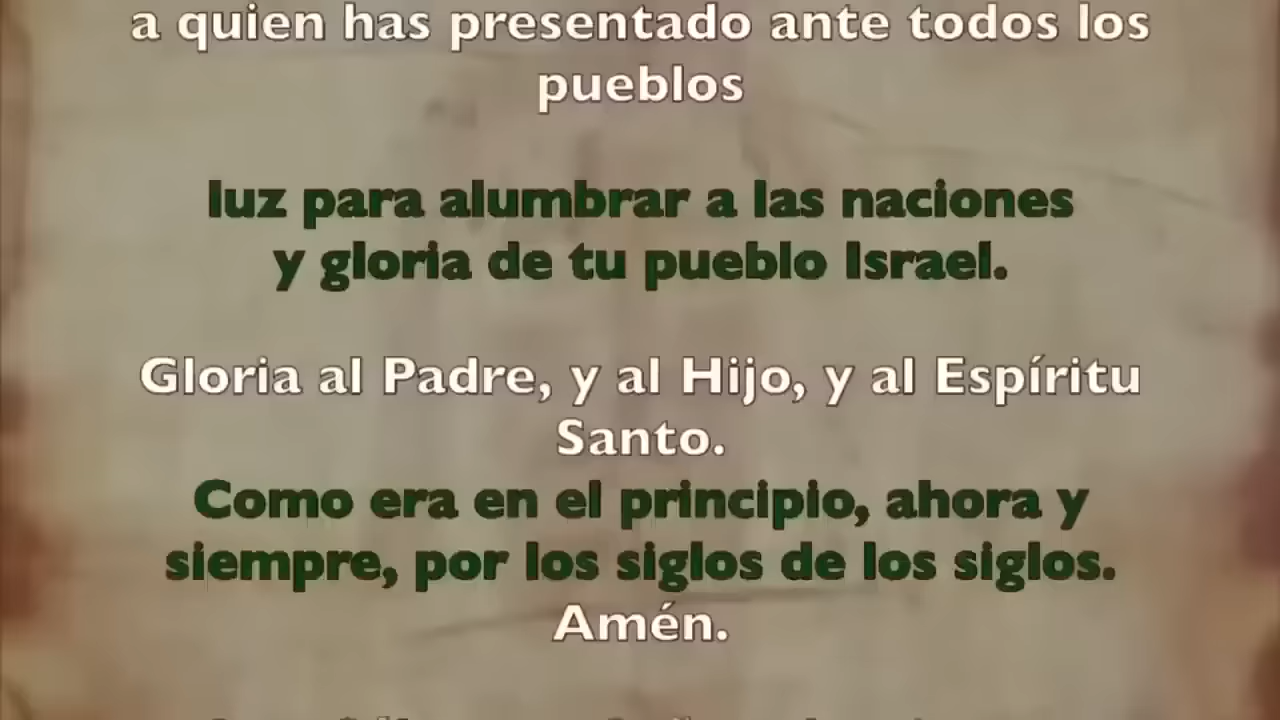 a quien has presentado ante todos los
pueblos
luz para alumbrar a las naciones
y gloria de tu pueblo Israel.
Gloria al Padre, y al Hijo, y al Espíritu
Santo.
Como era en el principio, ahora y
siempre, por los siglos de los siglos.
Amén.